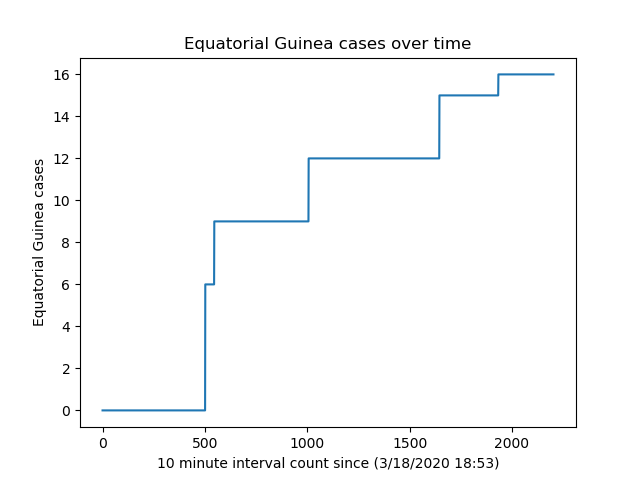 Equatorial Guinea cases over time
16
14
12
10
8
6
4
2
0
Equatorial Guinea cases
0 500 1000 1500 2000
10 minute interval count since (3/18/2020 18:53)